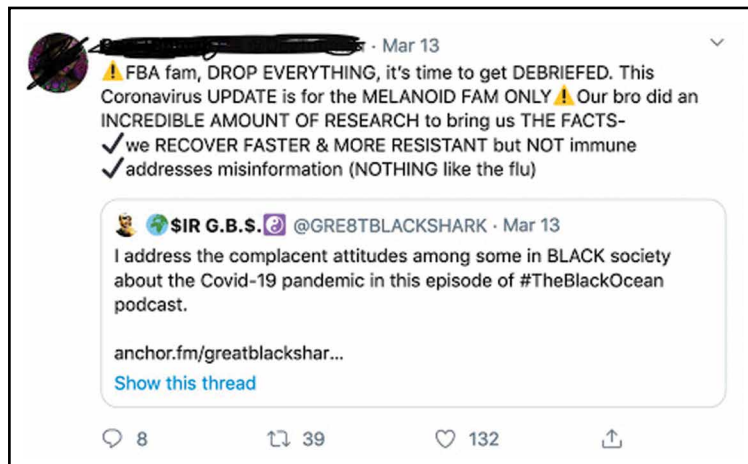 · Mar 13
⚠️FBA fam, DROP EVERYTHING, it's time to get DEBRIEFED. This
Coronavirus UPDATE is for the MELANOID FAM ONLY⚠️Our bro did an
INCREDIBLE AMOUNT OF RESEARCH to bring us THE FACTS-
✔️we RECOVER FASTER & MORE RESISTANT but NOT immune
✔️addresses misinformation (NOTHING like the flu)
🌍$IR G.B.$.☯️ @GRE8TBLACKSHARK · Mar 13
I address the complacent attitudes among some in BLACK society
about the Covid-19 pandemic in this episode of #TheBlackOcean
podcast.
anchor.fm/greatblackshar...
Show this thread
8 39 132